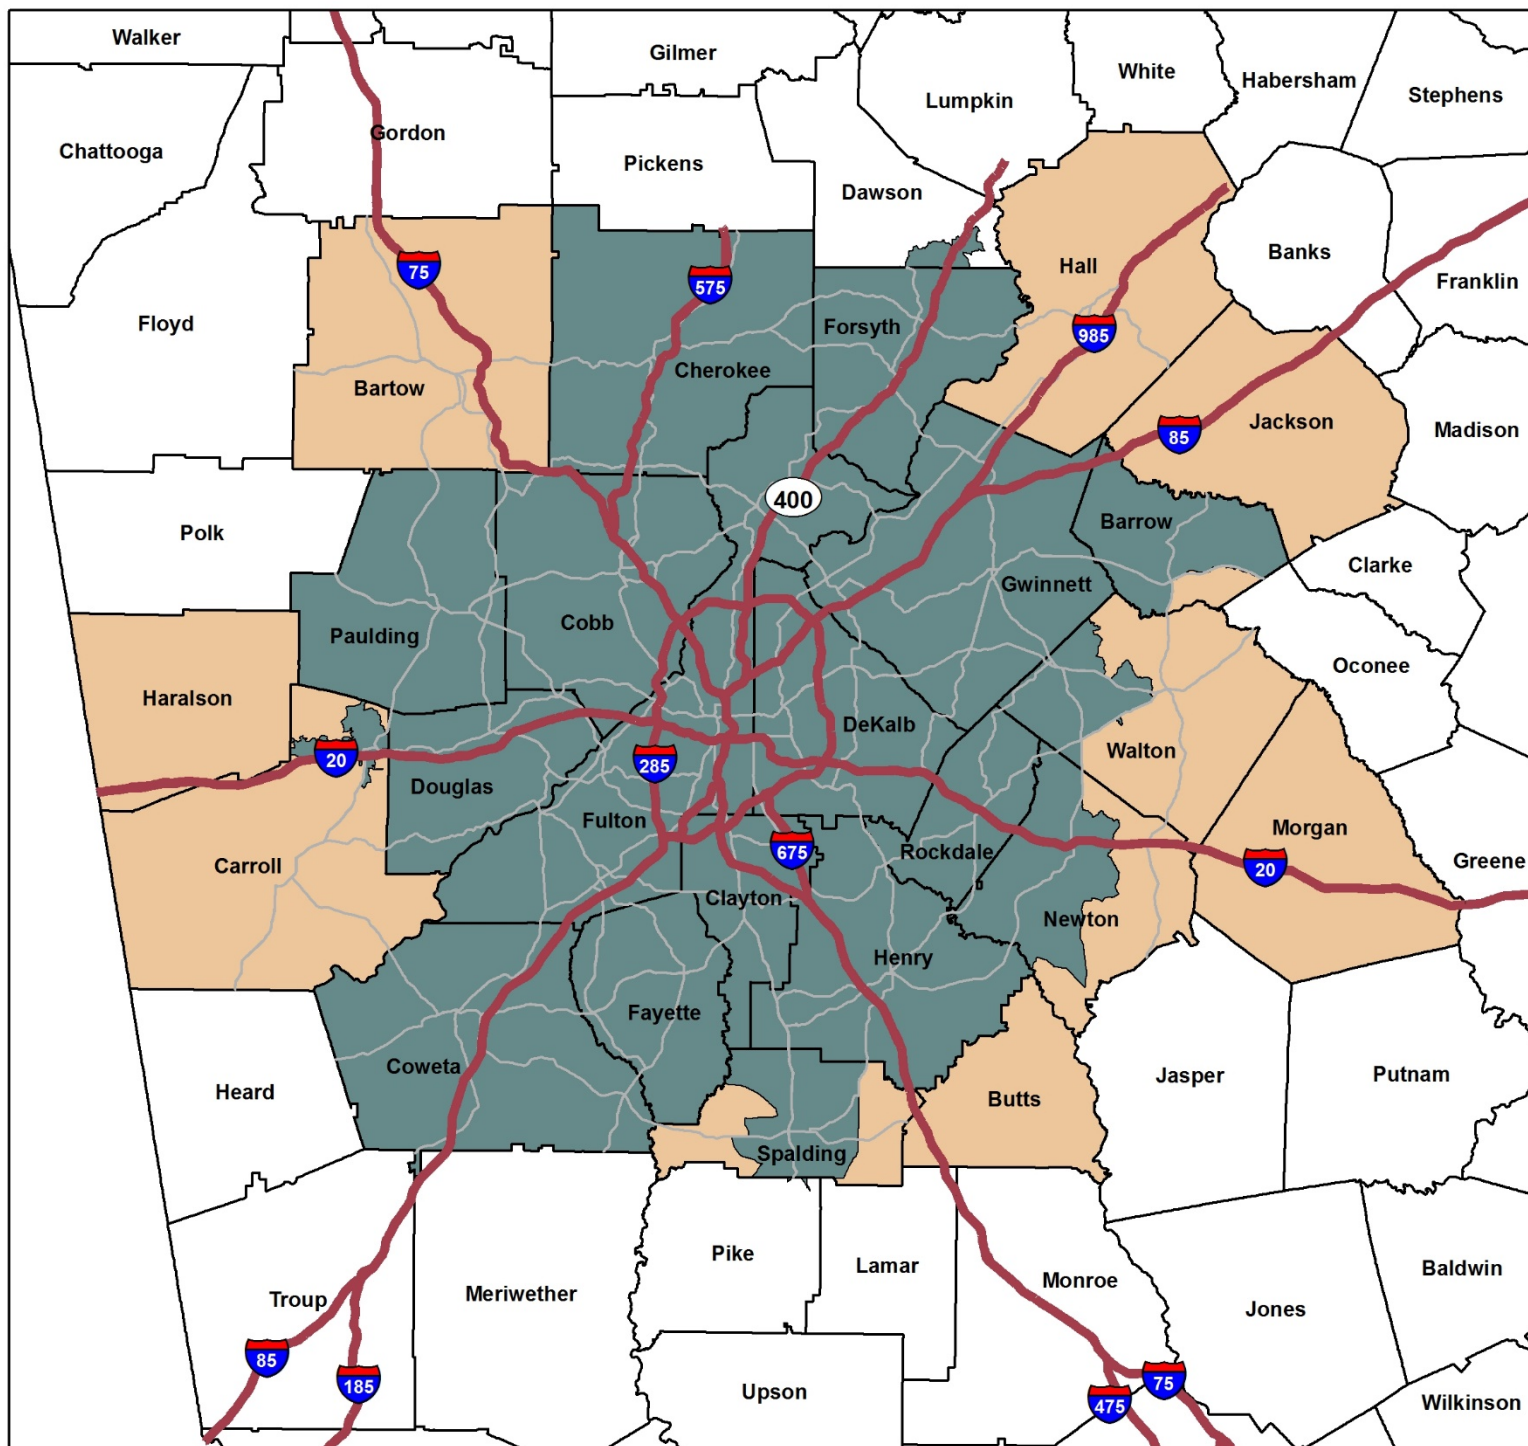 Walker
Gilmer
White
Habersham
Stephens
Lumpkin
Chattooga
Gordon
Pickens
Dawson
Hall
Banks
Franklin
75
575
Floyd
Forsyth
985
Cherokee
Bartow
Jackson
Madison
85
400
Barrow
Polk
Clarke
Gwinnett
Cobb
Paulding
Oconee
Haralson
DeKalb
Walton
20
285
Douglas
Fulton
Morgan
675
Rockdale
Greene
Carroll
20
Clayton
Newton
Henry
Fayette
Coweta
Jasper
Putnam
Heard
Butts
Spalding
Pike
Lamar
Baldwin
Monroe
Meriwether
Troup
Jones
85
185
75
Upson
475
Wilkinson